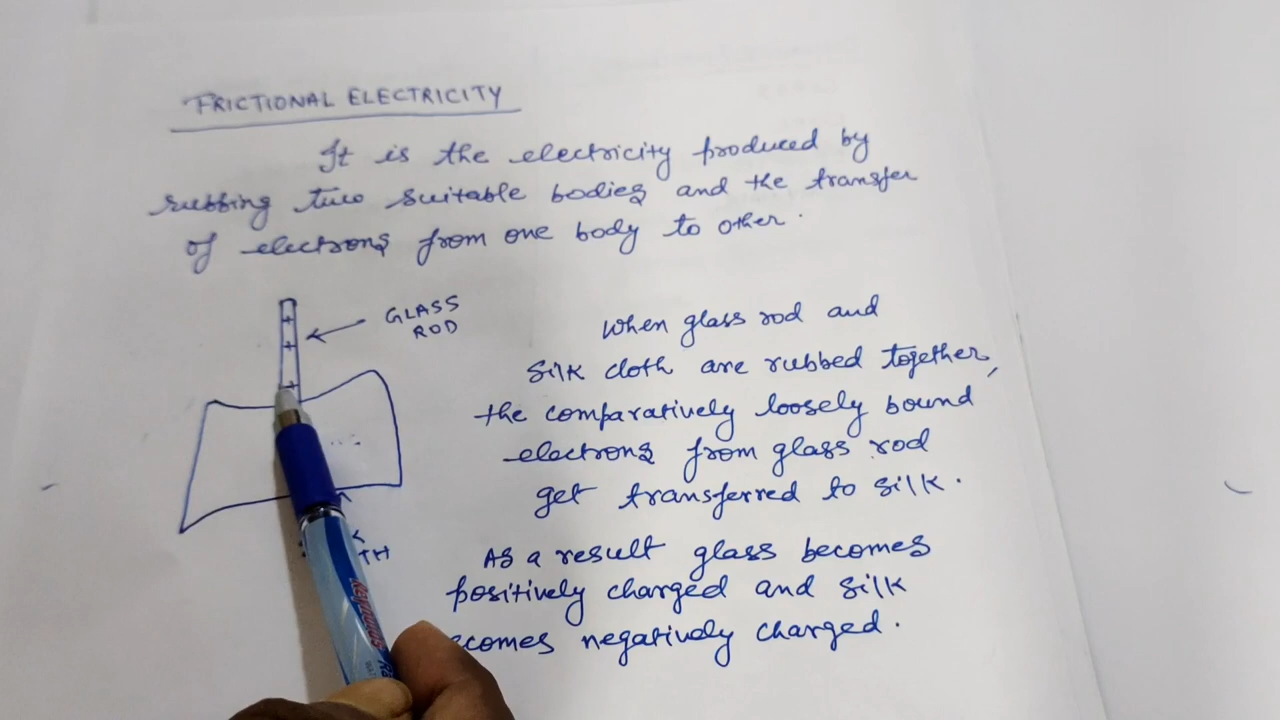 FRICTIONAL ELECTRICITY
It is the electricity produced by
rubbing two suitable bodies and the transfer
of electrons from one body to other.
GLASS
ROD
When glass rod and
silk cloth are rubbed together,
the comparatively loosely bound
electrons from glass rod
get transferred to silk.
As a result glass becomes
positively charged and silk
ecomes negatively charged.
TH